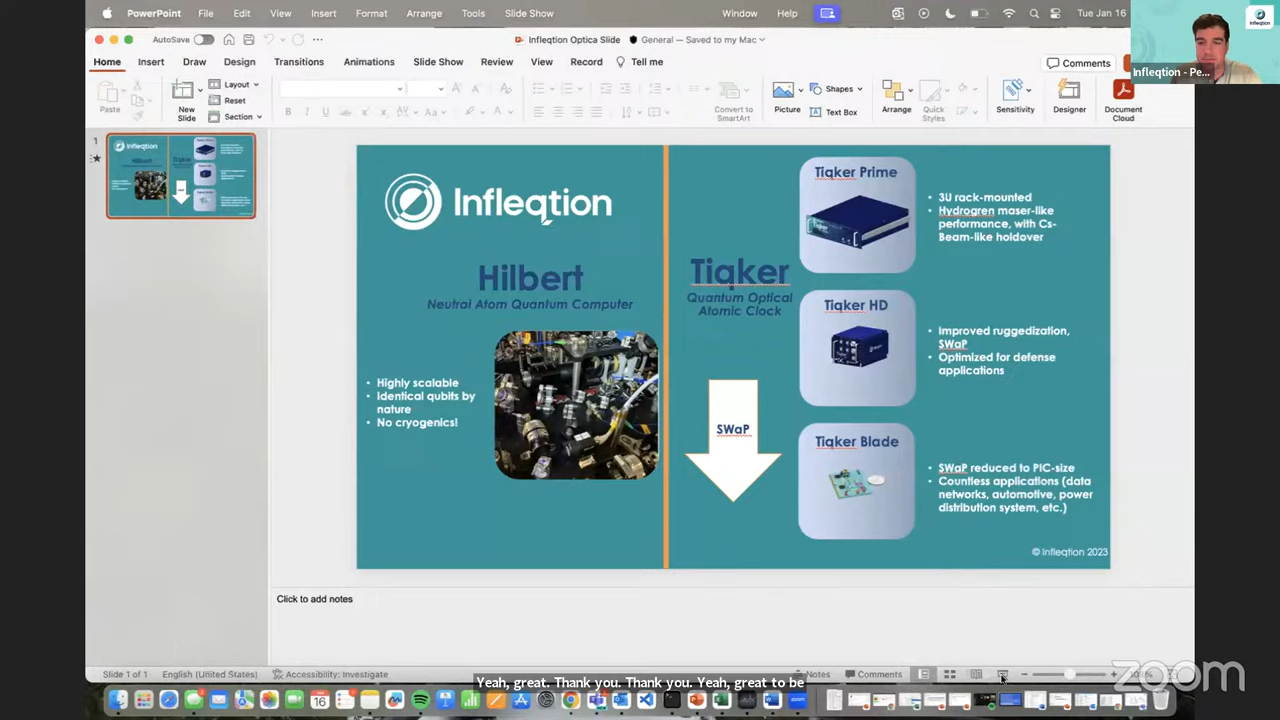 PowerPoint File Edit View Insert Format Arrange Tools Slide Show Window Help Tue Jan 16
AutoSave Infleqtion Optica Slide General — Saved to my Mac
Home Insert Draw Design Transitions Animations Slide Show Review View Record Tell me Comments
Paste
New
Slide
Layout
Reset
Section
Convert to
SmartArt
Picture
Shapes
Text Box
Arrange
Quick
Styles
Sensitivity
Designer
Document
Cloud
Infleqtion
Infleqtion - Pe...
1
Infleqtion
Hilbert
Neutral Atom Quantum Computer
• Highly scalable
• Identical qubits by
nature
• No cryogenics!
Tiqker
Quantum Optical
Atomic Clock
SWaP
Tiqker Prime
• 3U rack-mounted
• Hydrogren maser-like
performance, with Cs-
Beam-like holdover
Tiqker HD
• Improved ruggedization,
SWaP
• Optimized for defense
applications
Tiqker Blade
• SWaP reduced to PIC-size
• Countless applications (data
networks, automotive, power
distribution system, etc.)
© Infleqtion 2023
Click to add notes
Slide 1 of 1 English (United States) Accessibility: Investigate Notes Comments
Yeah, great. Thank you. Thank you. Yeah, great to be
zoom